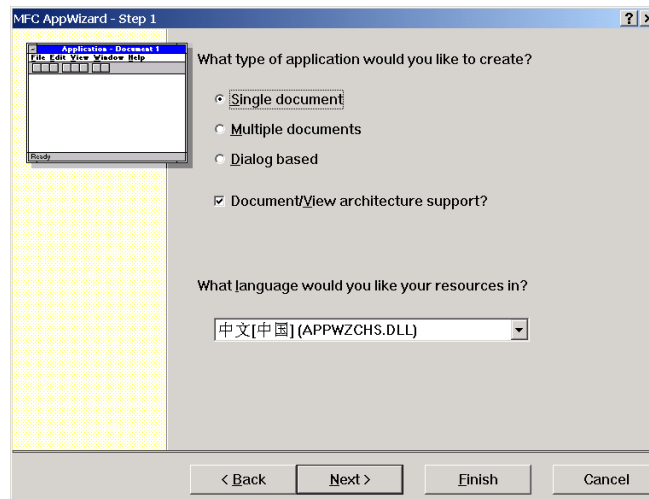 MFC AppWizard - Step 1
Application - Document 1
File Edit View Window Help
Ready
What type of application would you like to create?
Single document
Multiple documents
Dialog based
Document/View architecture support?
What language would you like your resources in?
中文[中国] (APPWZCHS.DLL)
< Back
Next >
Finish
Cancel